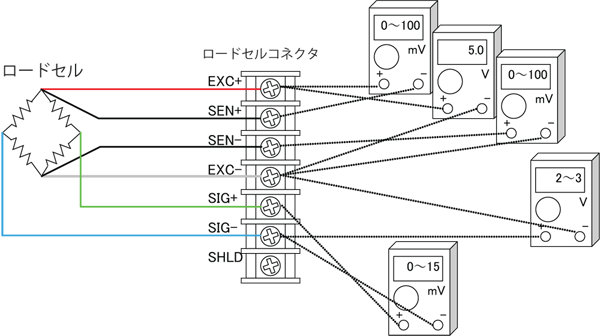 0～100
mV
+
−
5.0
V
+
−
0～100
mV
+
−
ロードセルコネクタ
ロードセル
EXC+
SEN+
SEN-
EXC-
SIG+
SIG-
SHLD
2～3
V
+
−
0～15
mV
+
−